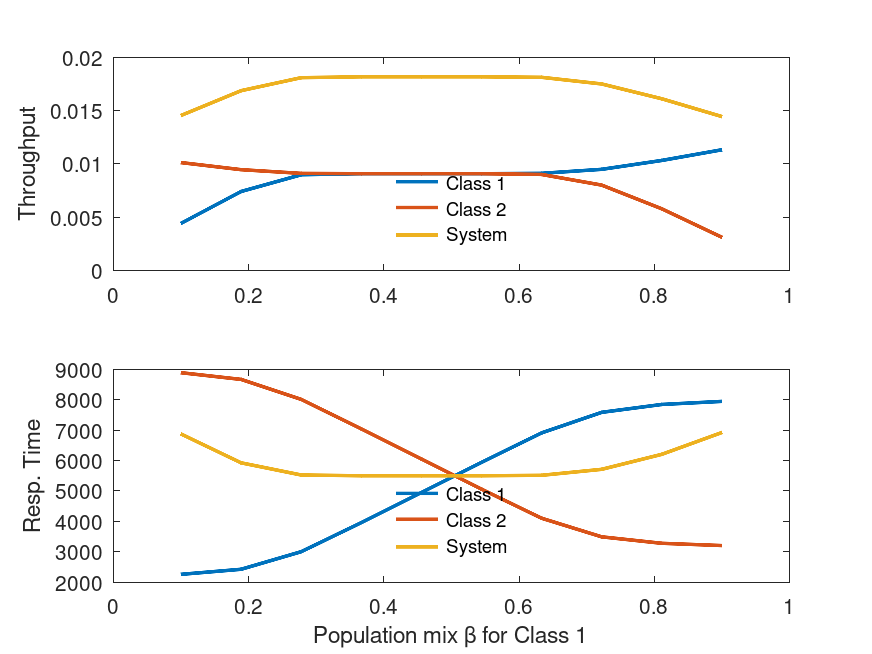 0.02
0.015
0.01
0.005
0
Throughput
Class 1
Class 2
System
0 0.2 0.4 0.6 0.8 1
9000
8000
7000
6000
5000
4000
3000
2000
Resp. Time
Class 1
Class 2
System
0 0.2 0.4 0.6 0.8 1
Population mix β for Class 1